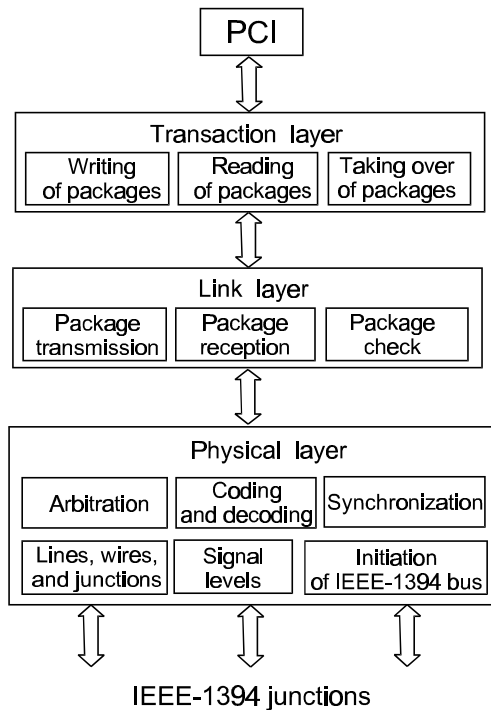 PCI
Transaction layer
Writing
of packages
Reading
of packages
Taking over
of packages
Link layer
Package
transmission
Package
reception
Package
check
Physical layer
Arbitration
Coding
and decoding
Synchronization
Lines, wires,
and junctions
Signal
levels
Initiation
of IEEE-1394 bus
IEEE-1394 junctions